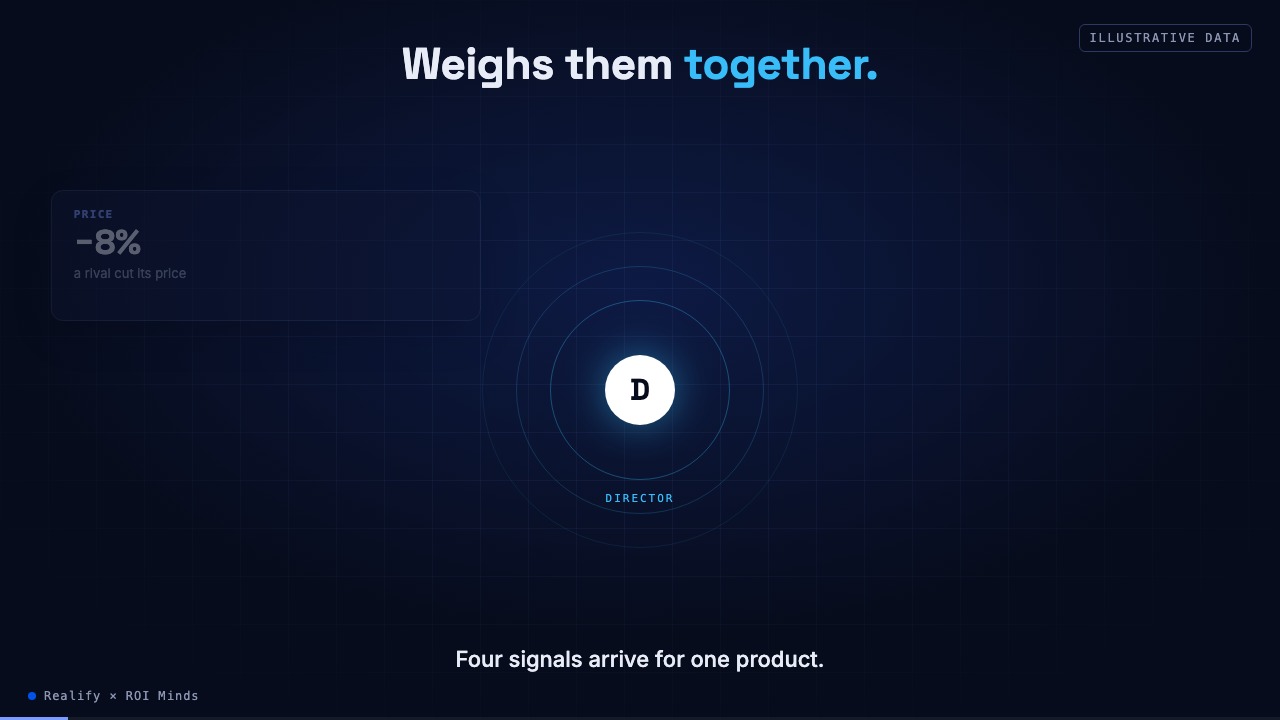 Weighs them together.
ILLUSTRATIVE DATA
PRICE
-8%
a rival cut its price
D
DIRECTOR
Four signals arrive for one product.
Realify × ROI Minds